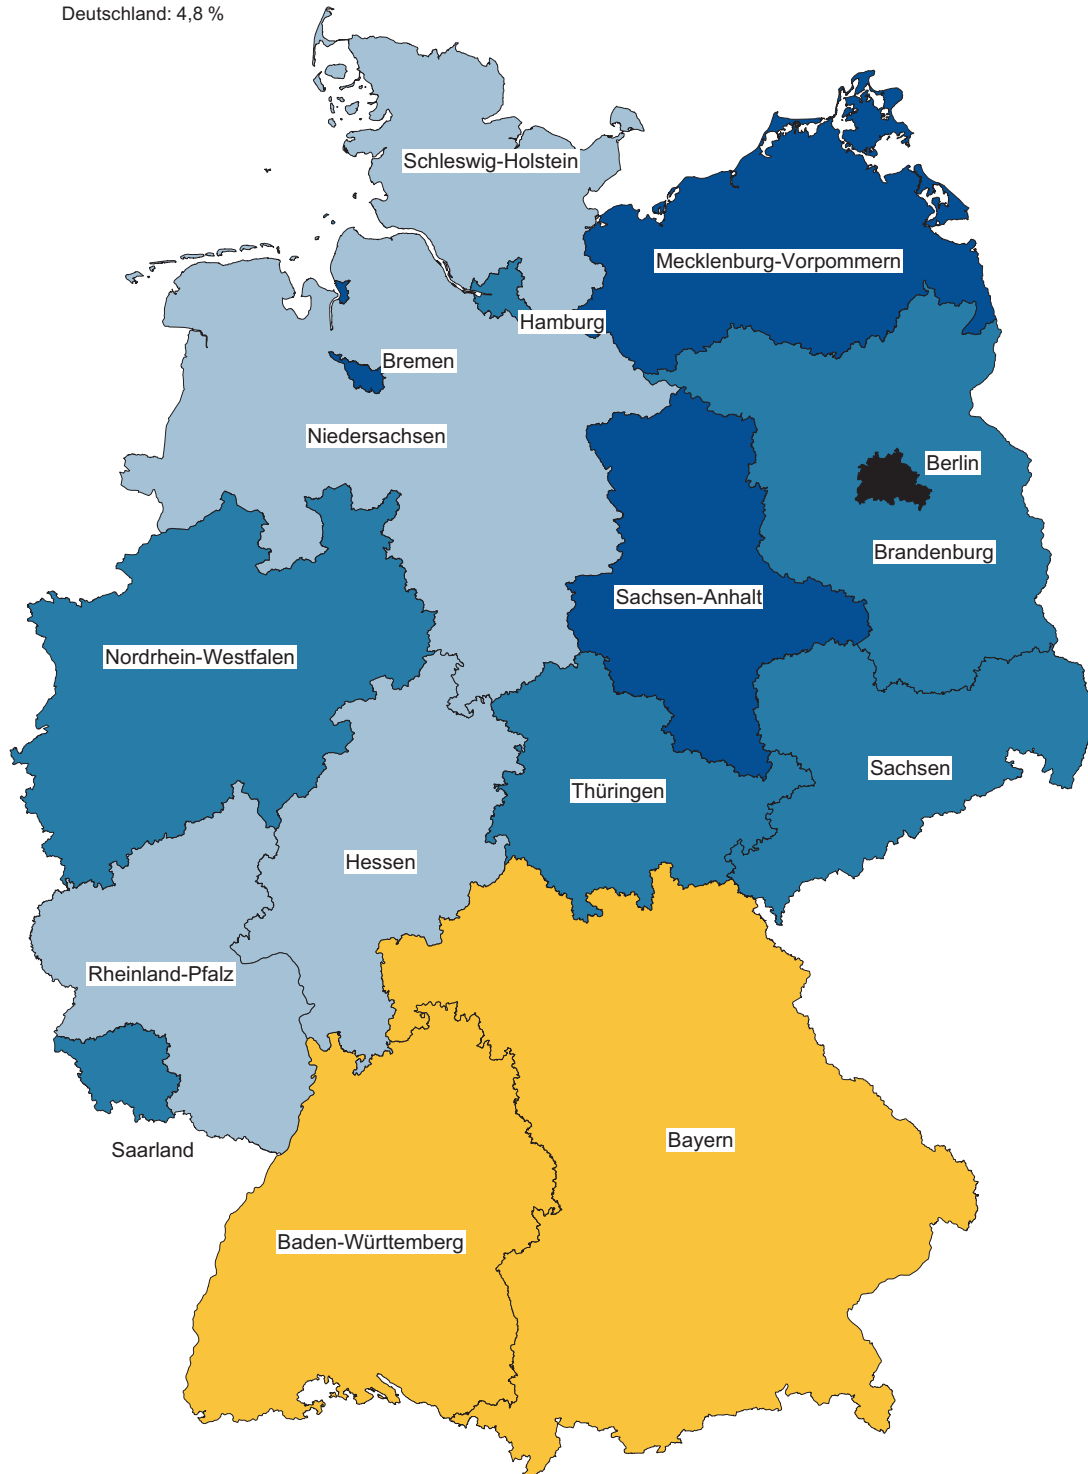 Deutschland: 4,8 %
Schleswig-Holstein
Mecklenburg-Vorpommern
Hamburg
Bremen
Niedersachsen
Berlin
Brandenburg
Sachsen-Anhalt
Nordrhein-Westfalen
Sachsen
Thüringen
Hessen
Rheinland-Pfalz
Bayern
Saarland
Baden-Württemberg